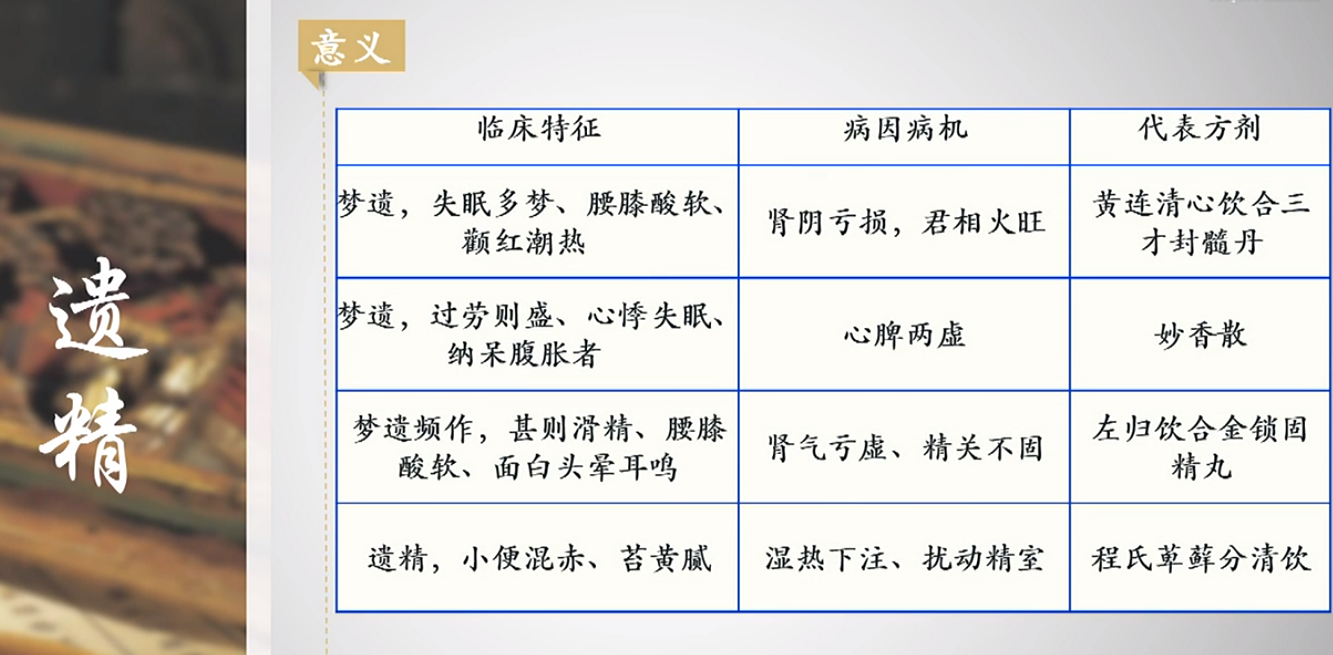 遗精
意义
临床特征 病因病机 代表方剂
梦遗，失眠多梦、腰膝酸软、
颧红潮热
肾阴亏损，君相火旺
黄连清心饮合三
才封髓丹
梦遗，过劳则盛、心悸失眠、
纳呆腹胀者
心脾两虚
妙香散
梦遗频作，甚则滑精、腰膝
酸软、面白头晕耳鸣
肾气亏虚、精关不固
左归饮合金锁固
精丸
遗精，小便混赤、苔黄腻
湿热下注、扰动精室
程氏萆薢分清饮